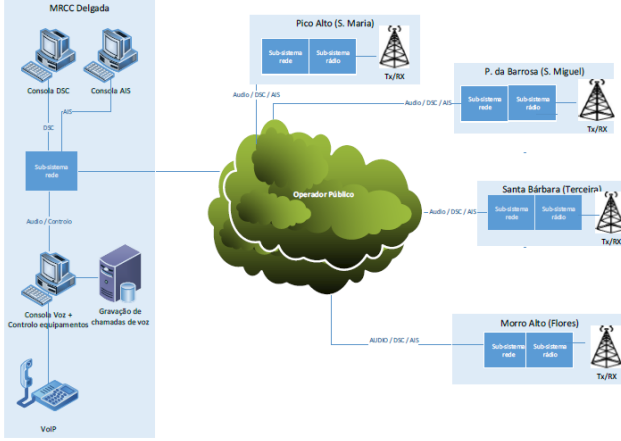 MRCC Delgada
Consola DSC
Consola AIS
DSC
AIS
Sub-sistema
rede
Audio / Controlo
Consola Voz +
Controlo equipamentos
Gravação de
chamadas de voz
VoIP
Pico Alto (S. Maria)
Sub-sistema
rede
Sub-sistema
rádio
Tx/RX
Audio / DSC / AIS
Operador Público
P. da Barrosa (S. Miguel)
Audio / DSC / AIS
Sub-sistema
rede
Sub-sistema
rádio
Tx/RX
Santa Bárbara (Terceira)
Audio / DSC / AIS
Sub-sistema
rede
Sub-sistema
rádio
Tx/RX
Morro Alto (Flores)
AUDIO / DSC / AIS
Sub-sistema
rede
Sub-sistema
rádio
Tx/RX